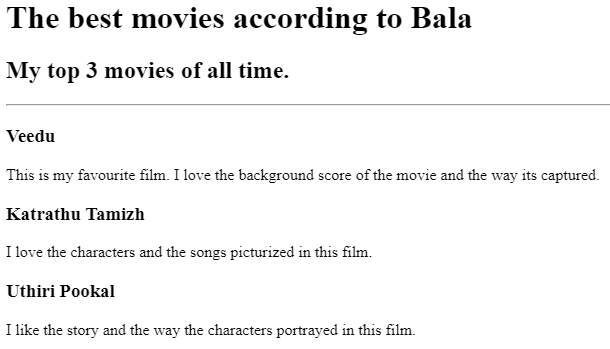 The best movies according to Bala
My top 3 movies of all time.
Veedu
This is my favourite film. I love the background score of the movie and the way its captured.
Katrathu Tamizh
I love the characters and the songs picturized in this film.
Uthiri Pookal
I like the story and the way the characters portrayed in this film.